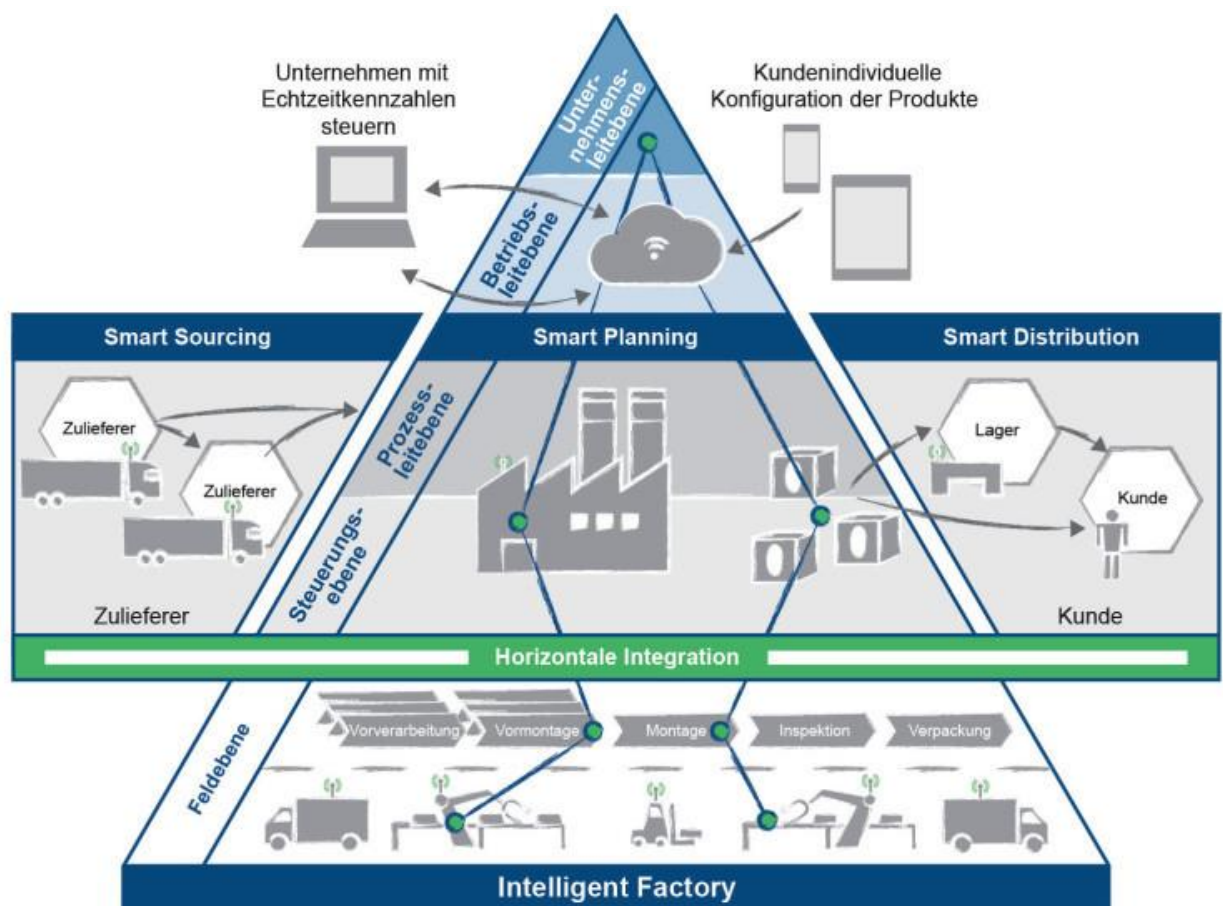 Unternehmen mit
Echtzeitkennzahlen
steuern
Kundenindividuelle
Konfiguration der Produkte
Unter-
nehmens-
leitebene
Betriebs-
leitebene
Smart Sourcing
Smart Planning
Smart Distribution
Zulieferer
Zulieferer
Zulieferer
Prozess-
leitebene
Steuerungs-
ebene
Lager
Kunde
Kunde
Horizontale Integration
Feldebene
Vorverarbeitung
Vormontage
Montage
Inspektion
Verpackung
Intelligent Factory